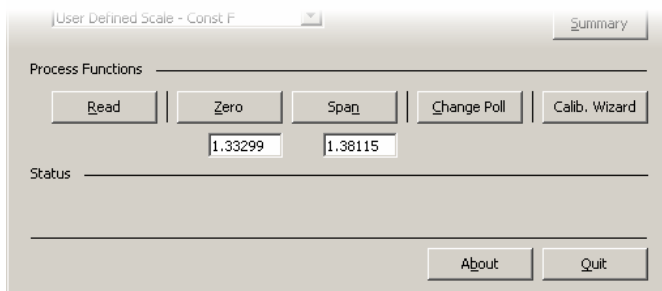 User Defined Scale - Const F
Summary
Process Functions
Read Zero Span Change Poll Calib. Wizard
1.33299 1.38115
Status
About Quit